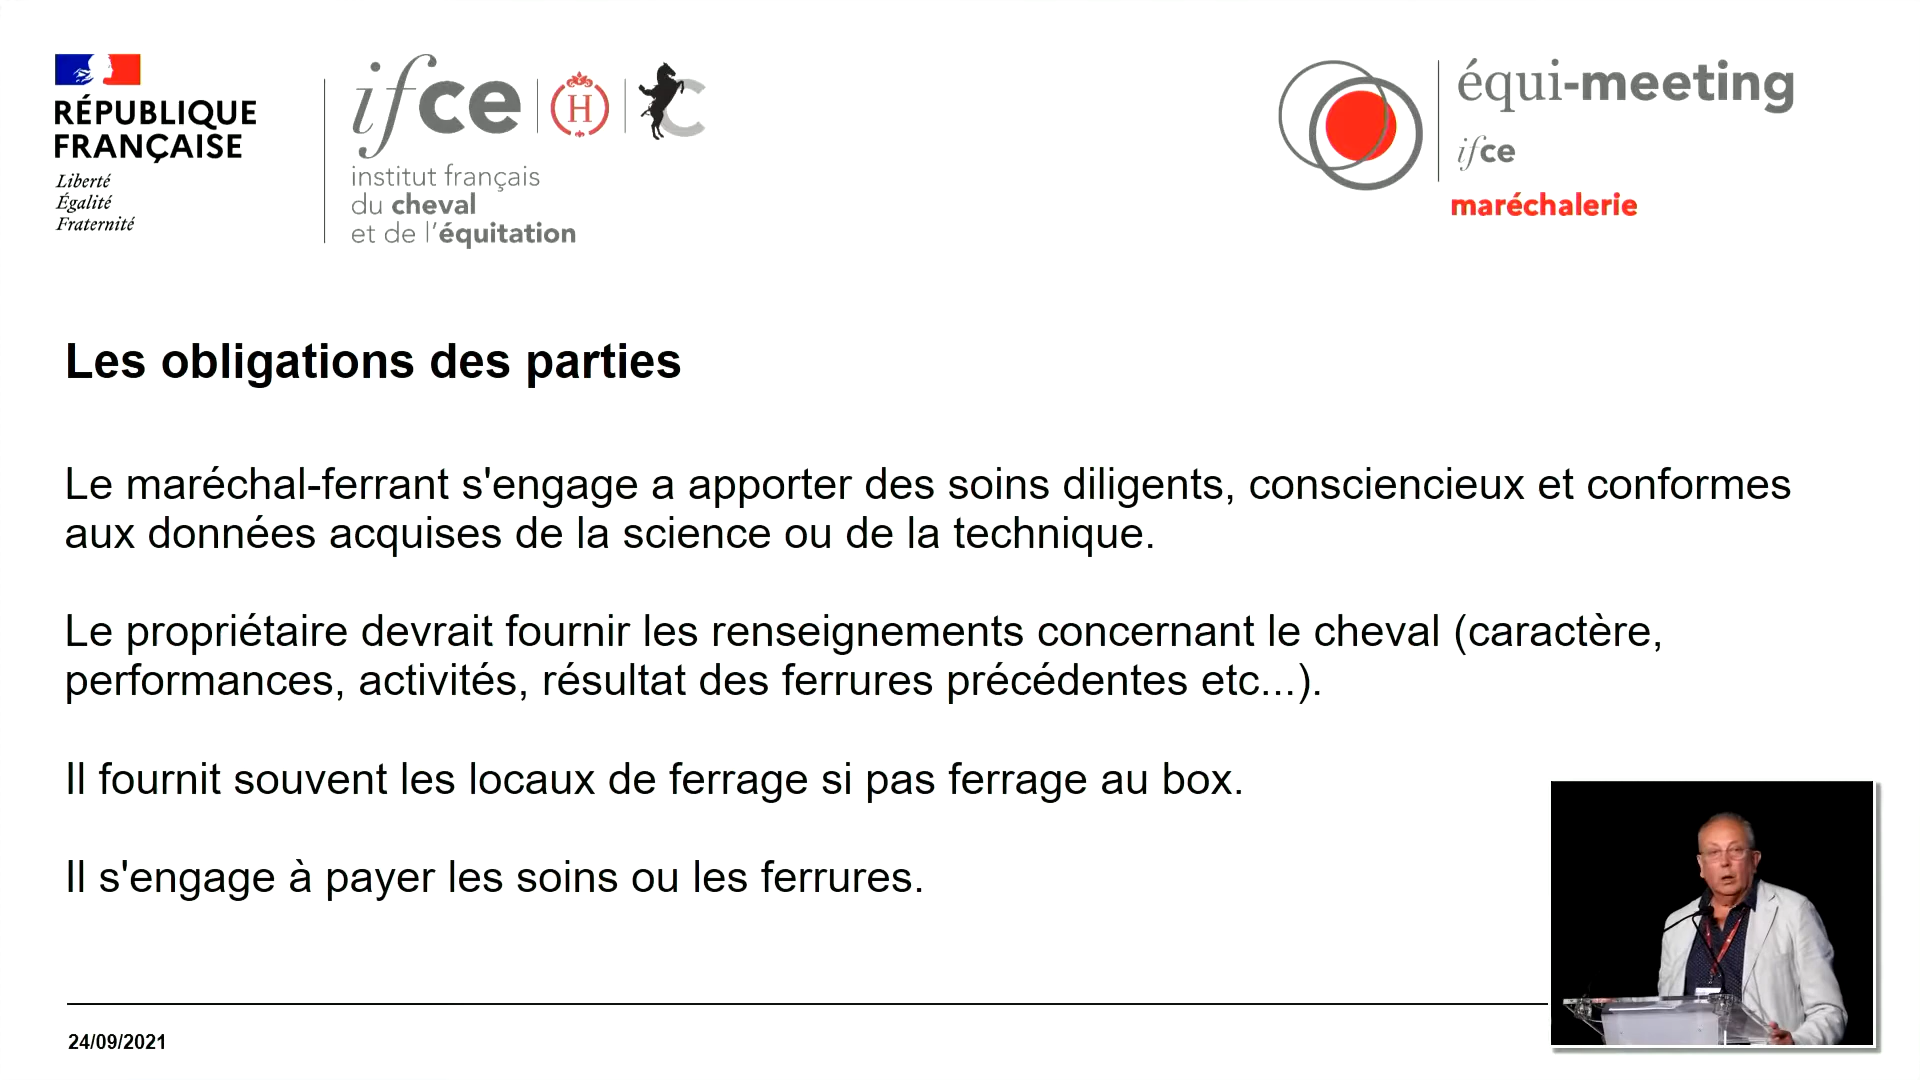 RÉPUBLIQUE
FRANÇAISE
Liberté
Égalité
Fraternité
ifce
H
C
institut français
du cheval
et de l'équitation
équi-meeting
ifce
maréchalerie
Les obligations des parties
Le maréchal-ferrant s'engage a apporter des soins diligents, consciencieux et conformes
aux données acquises de la science ou de la technique.
Le propriétaire devrait fournir les renseignements concernant le cheval (caractère,
performances, activités, résultat des ferrures précédentes etc...).
Il fournit souvent les locaux de ferrage si pas ferrage au box.
Il s'engage à payer les soins ou les ferrures.
24/09/2021